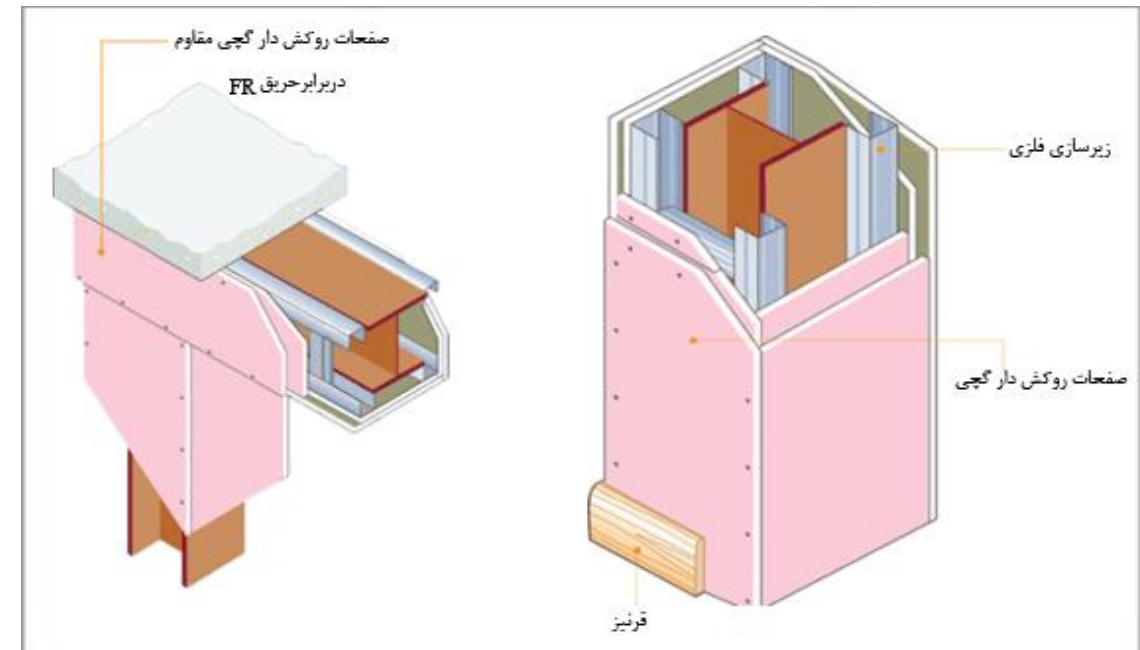 صفحات روکش دار گچی مقاوم
دربرابرحریق FR
زیرسازی فلزی
صفحات روکش دار گچی
قرنیز